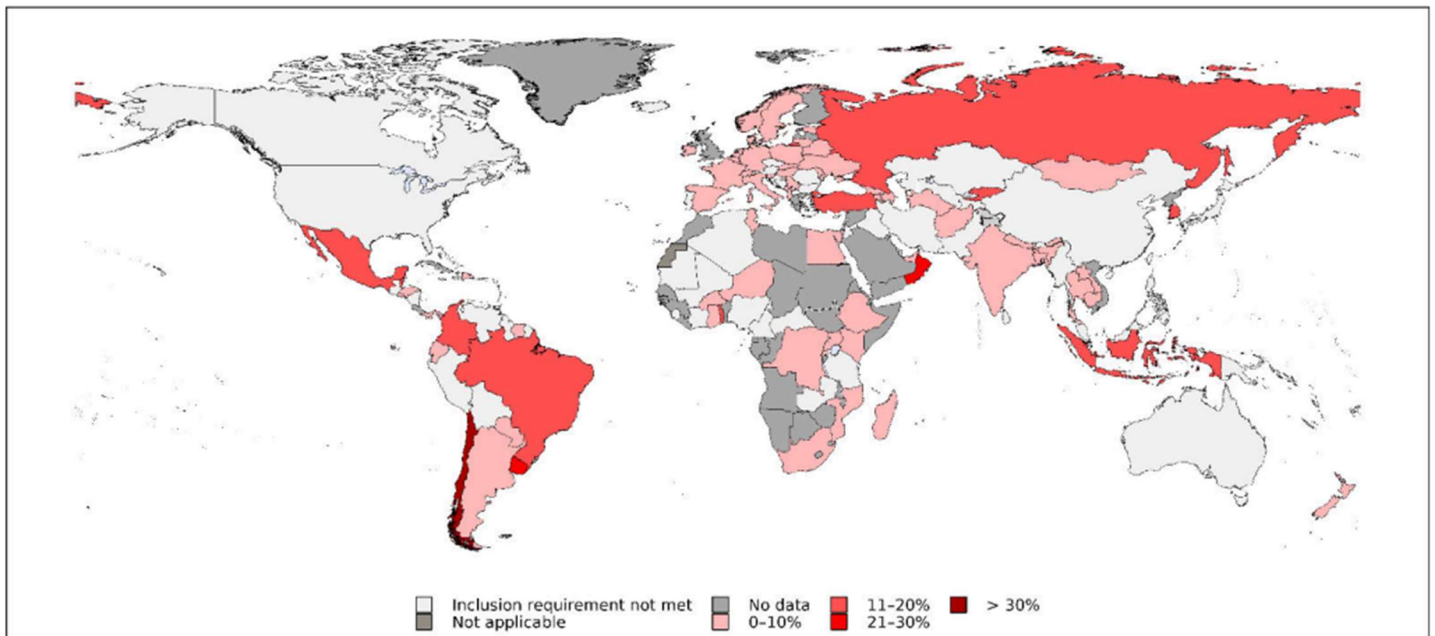 Inclusion requirement not met
No data
11–20%
> 30%
Not applicable
0–10%
21–30%